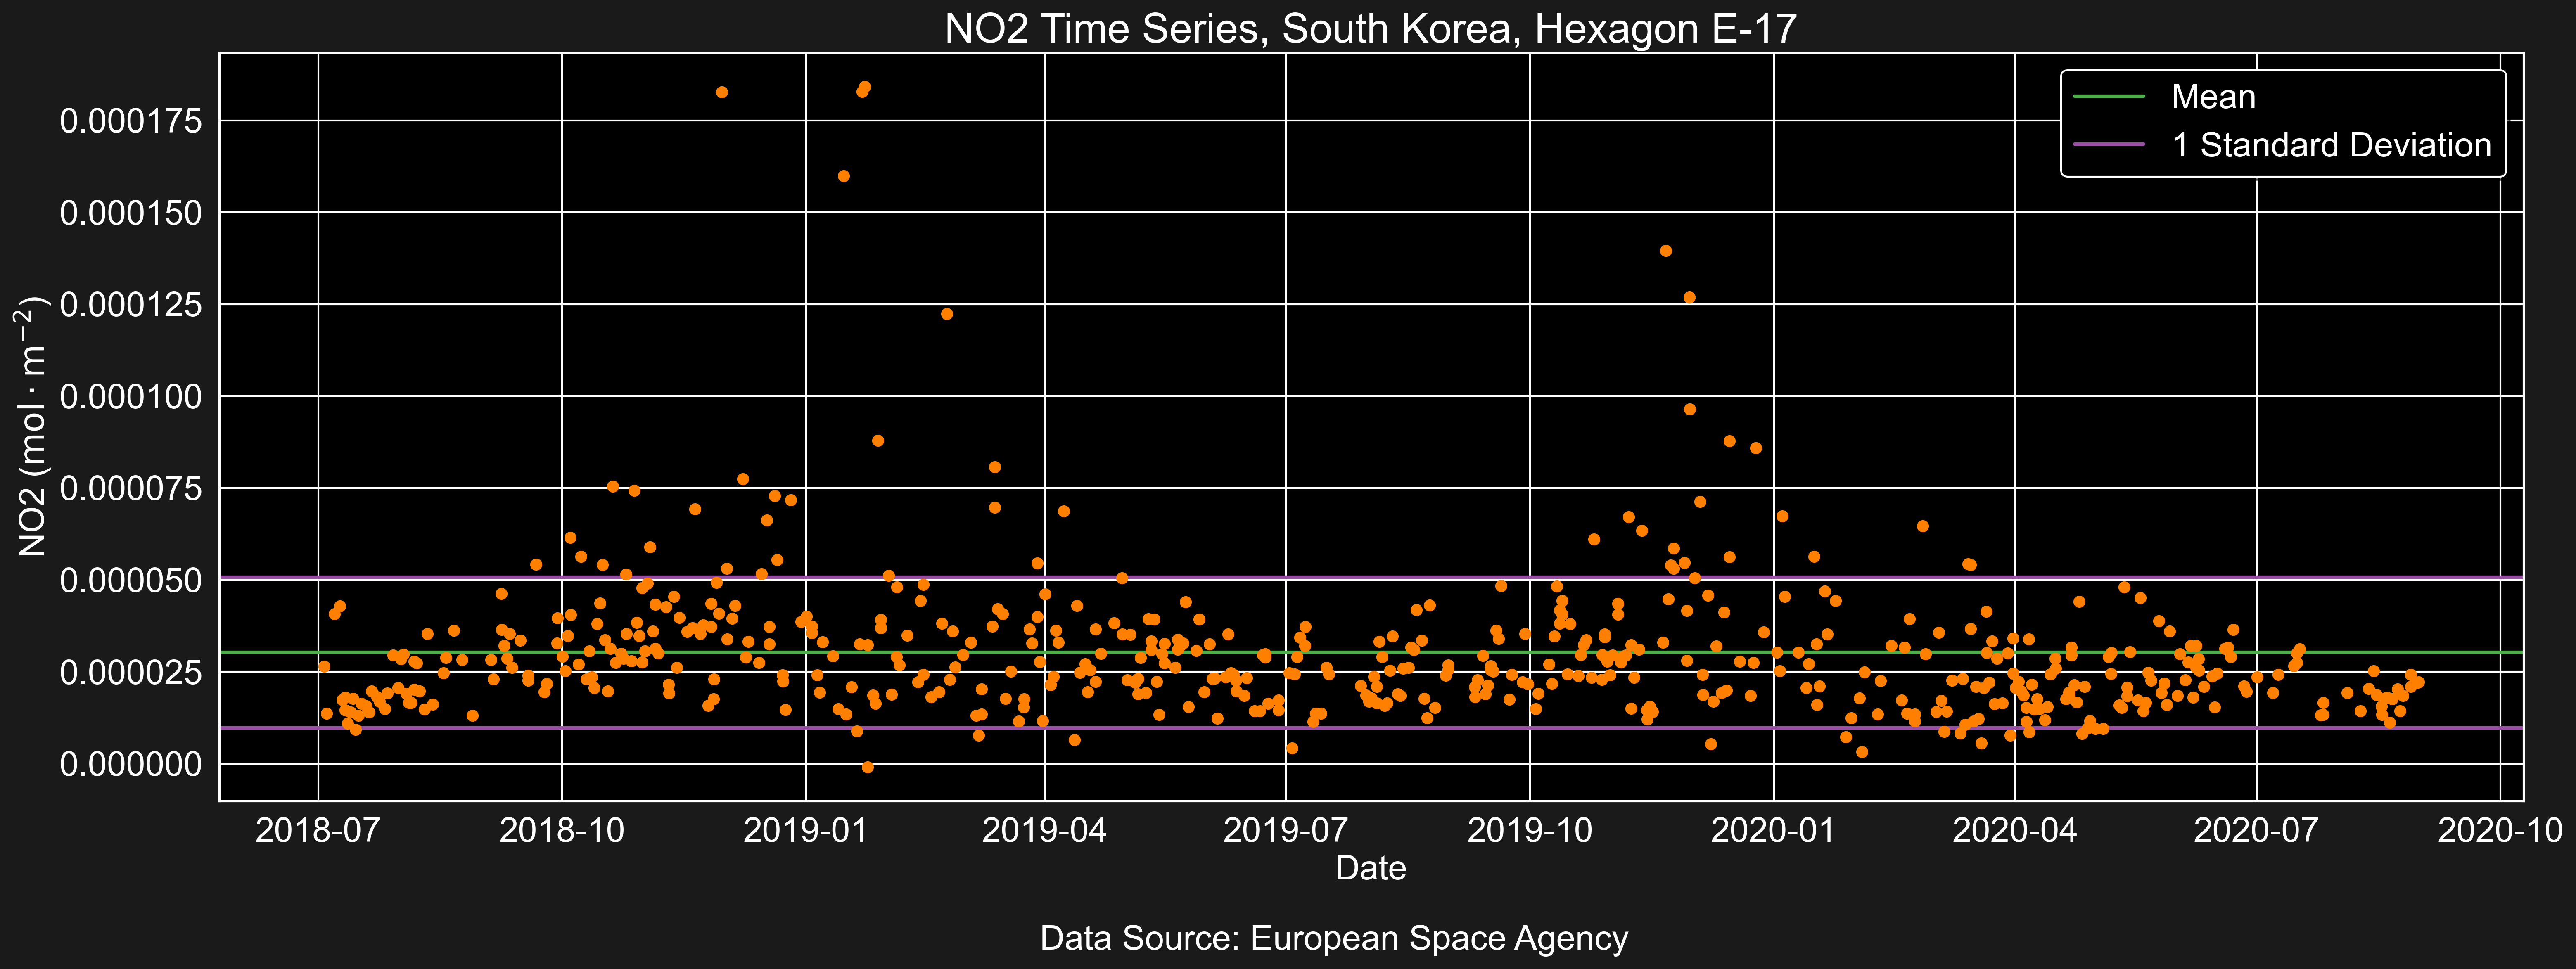 NO2 Time Series, South Korea, Hexagon E-17
Mean
1 Standard Deviation
NO2 (mol · m⁻²)
0.000175
0.000150
0.000125
0.000100
0.000075
0.000050
0.000025
0.000000
2018-07 2018-10 2019-01 2019-04 2019-07 2019-10 2020-01 2020-04 2020-07 2020-10
Date
Data Source: European Space Agency